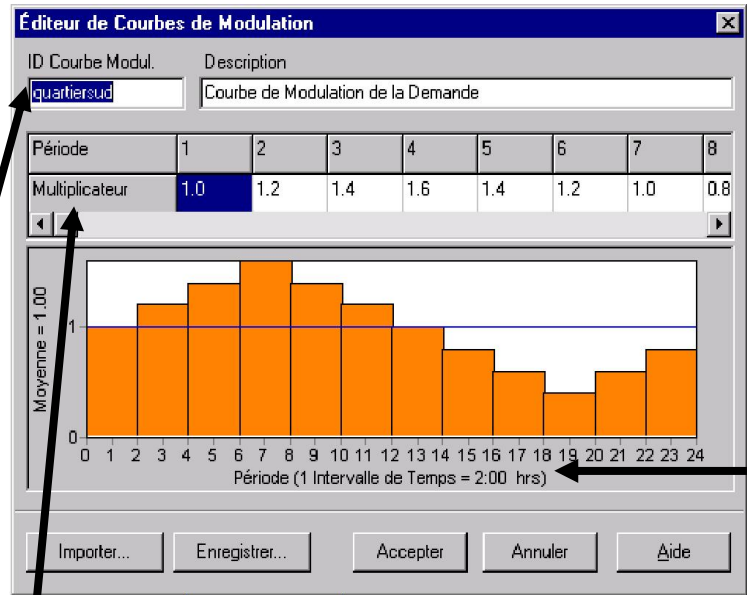 Éditeur de Courbes de Modulation
ID Courbe Modul. Description
quartiersud Courbe de Modulation de la Demande
Période 1 2 3 4 5 6 7 8
Multiplicateur 1.0 1.2 1.4 1.6 1.4 1.2 1.0 0.8
Moyenne = 1.00
1
0
0 1 2 3 4 5 6 7 8 9 10 11 12 13 14 15 16 17 18 19 20 21 22 23 24
Période (1 Intervalle de Temps = 2:00 hrs)
Importer... Enregistrer... Accepter Annuler Aide